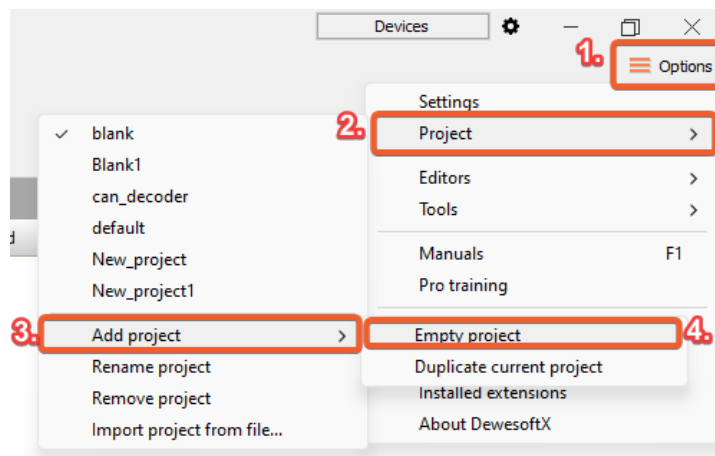 Devices
1.
Options
Settings
2.
Project
Editors
Tools
Manuals F1
Pro training
blank
Blank1
can_decoder
default
New_project
New_project1
3.
Add project
Rename project
Remove project
Import project from file...
Empty project
4.
Duplicate current project
Installed extensions
About DewesoftX